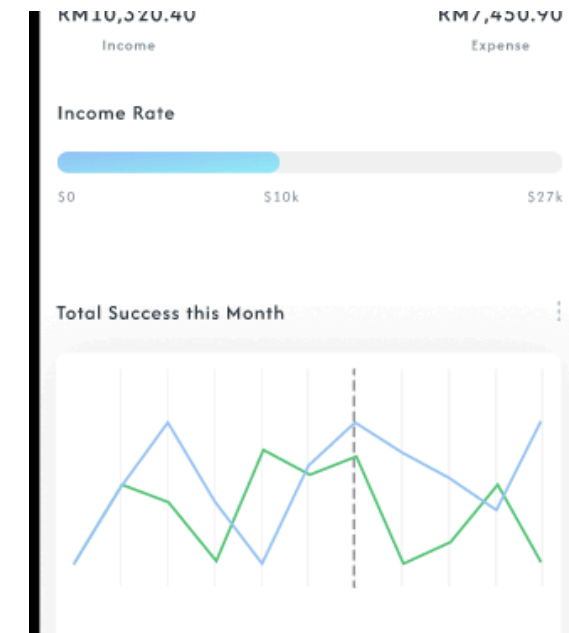 RM10,320.40 RM7,450.90
Income Expense
Income Rate
$0 $10k $27k
Total Success this Month